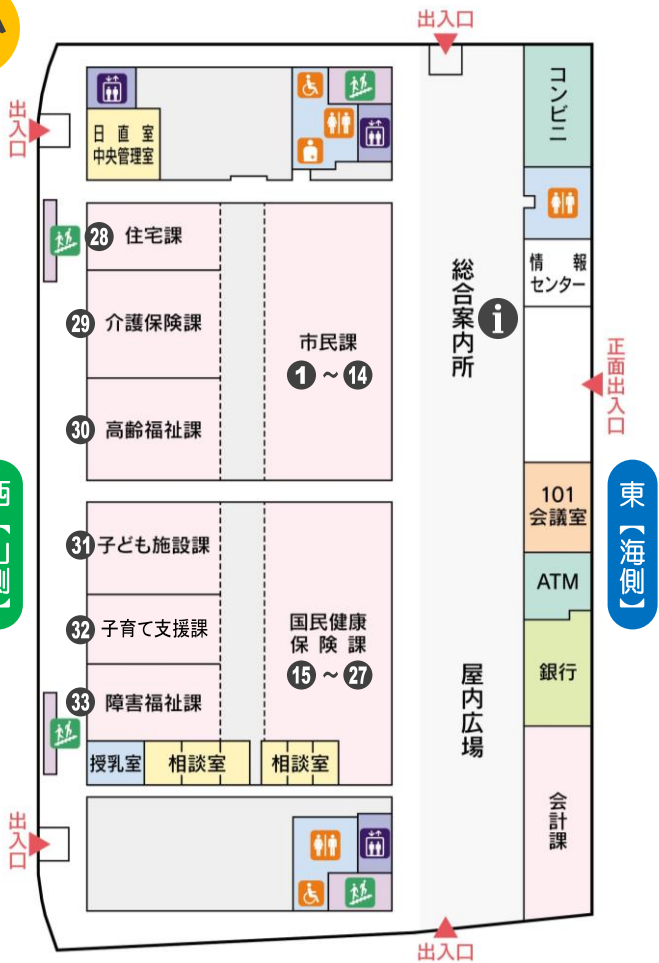 出入口
コンビニ
出入口
日直室
中央管理室
28 住宅課
情報
センター
総合案内所
i
29 介護保険課
市民課
1 ～ 14
正面出入口
30 高齢福祉課
東【海側】
101
会議室
31 子ども施設課
ATM
32 子育て支援課
国民健康
保険課
15 ～ 27
銀行
屋内広場
33 障害福祉課
授乳室
相談室
相談室
会計課
出入口
出入口